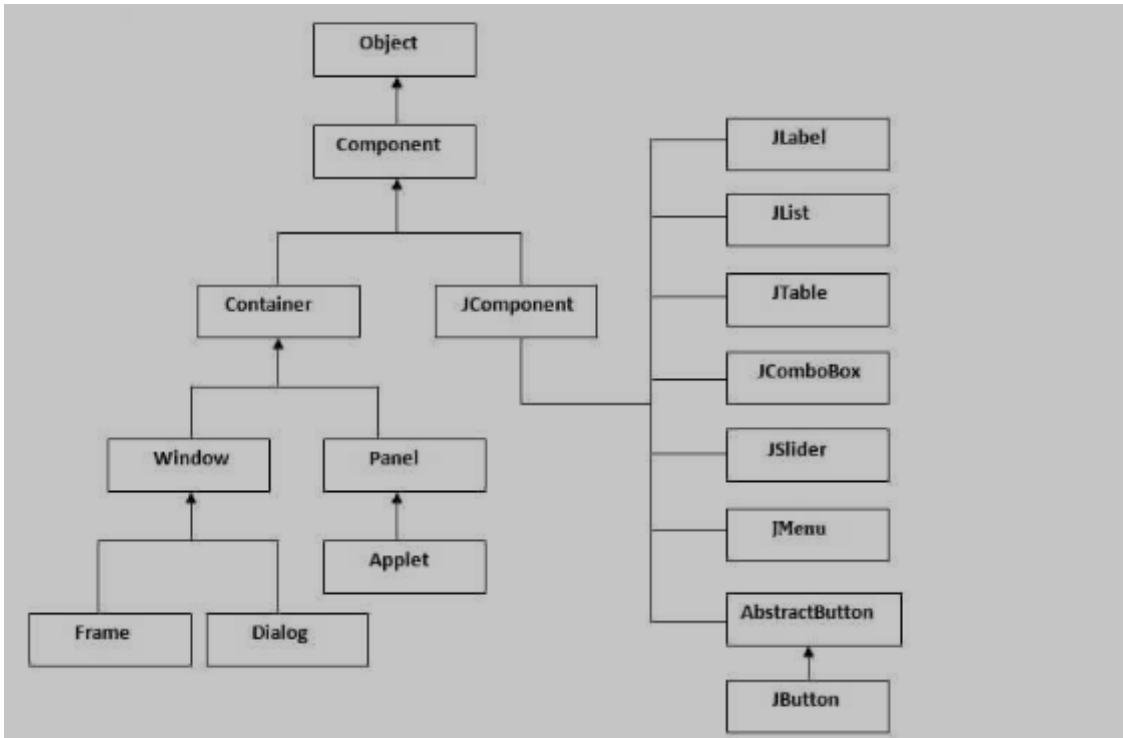 Object
Component
Container
JComponent
Window
Panel
Applet
Frame
Dialog
JLabel
JList
JTable
JComboBox
JSlider
JMenu
AbstractButton
JButton